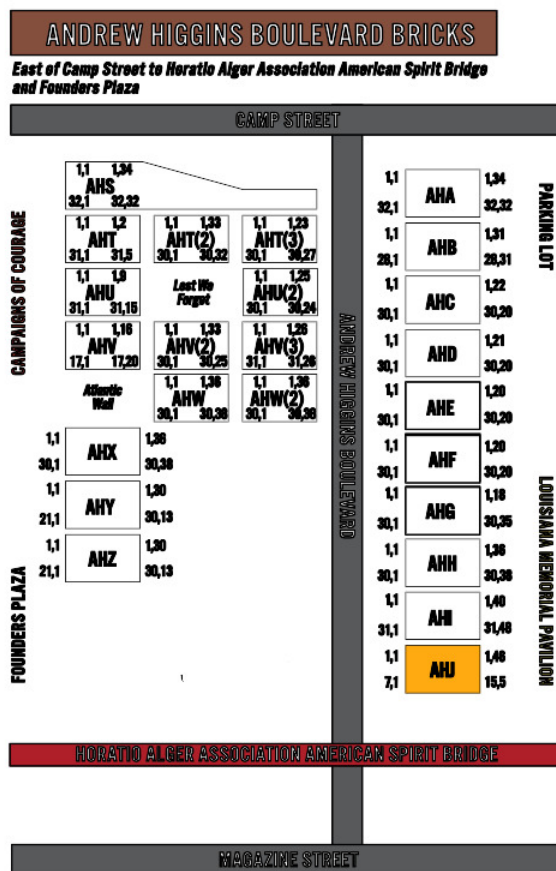 ANDREW HIGGINS BOULEVARD BRICKS
East of Camp Street to Horatio Alger Association American Spirit Bridge
and Founders Plaza
CAMP STREET
CAMPAIGNS OF COURAGE
FOUNDERS PLAZA
1,1 1,34
AHS
32,1 32,32
1,1 1,2
AHT
31,1 31,5
1,1 1,33
AHT(2)
30,1 30,32
1,1 1,23
AHT(3)
30,1 30,27
1,1 1,9
AHU
31,1 31,15
Lest We
Forget
1,1 1,25
AHU(2)
30,1 30,24
1,1 1,16
AHV
17,1 17,20
1,1 1,33
AHV(2)
30,1 30,25
1,1 1,26
AHV(3)
31,1 31,26
Atlantic
Wall
1,1 1,36
AHW
30,1 30,38
1,1 1,36
AHW(2)
30,1 30,38
1,1 1,36
AHX
30,1 30,38
1,1 1,30
AHY
21,1 30,13
1,1 1,30
AHZ
21,1 30,13
ANDREW HIGGINS BOULEVARD
1,1 1,34
AHA
32,1 32,32
1,1 1,31
AHB
28,1 28,31
1,1 1,22
AHC
30,1 30,20
1,1 1,21
AHD
30,1 30,20
1,1 1,20
AHE
30,1 30,20
1,1 1,20
AHF
30,1 30,20
1,1 1,18
AHG
30,1 30,35
1,1 1,36
AHH
30,1 30,38
1,1 1,40
AHI
31,1 31,48
1,1 1,46
AHJ
7,1 15,5
PARKING LOT
LOUISIANA MEMORIAL PAVILION
HORATIO ALGER ASSOCIATION AMERICAN SPIRIT BRIDGE
MAGAZINE STREET